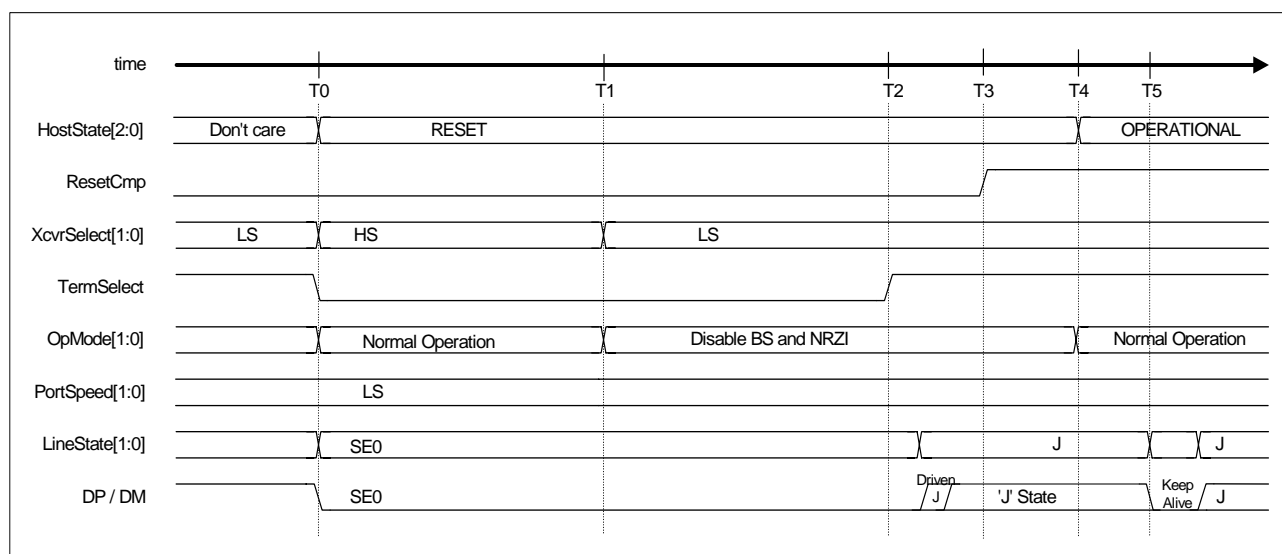 time
T0 T1 T2 T3 T4 T5
HostState[2:0] Don't care RESET OPERATIONAL
ResetCmp
XcvrSelect[1:0] LS HS LS
TermSelect
OpMode[1:0] Normal Operation Disable BS and NRZI Normal Operation
PortSpeed[1:0] LS
LineState[1:0] SE0 J J
DP / DM SE0 Driven J 'J' State Keep Alive J